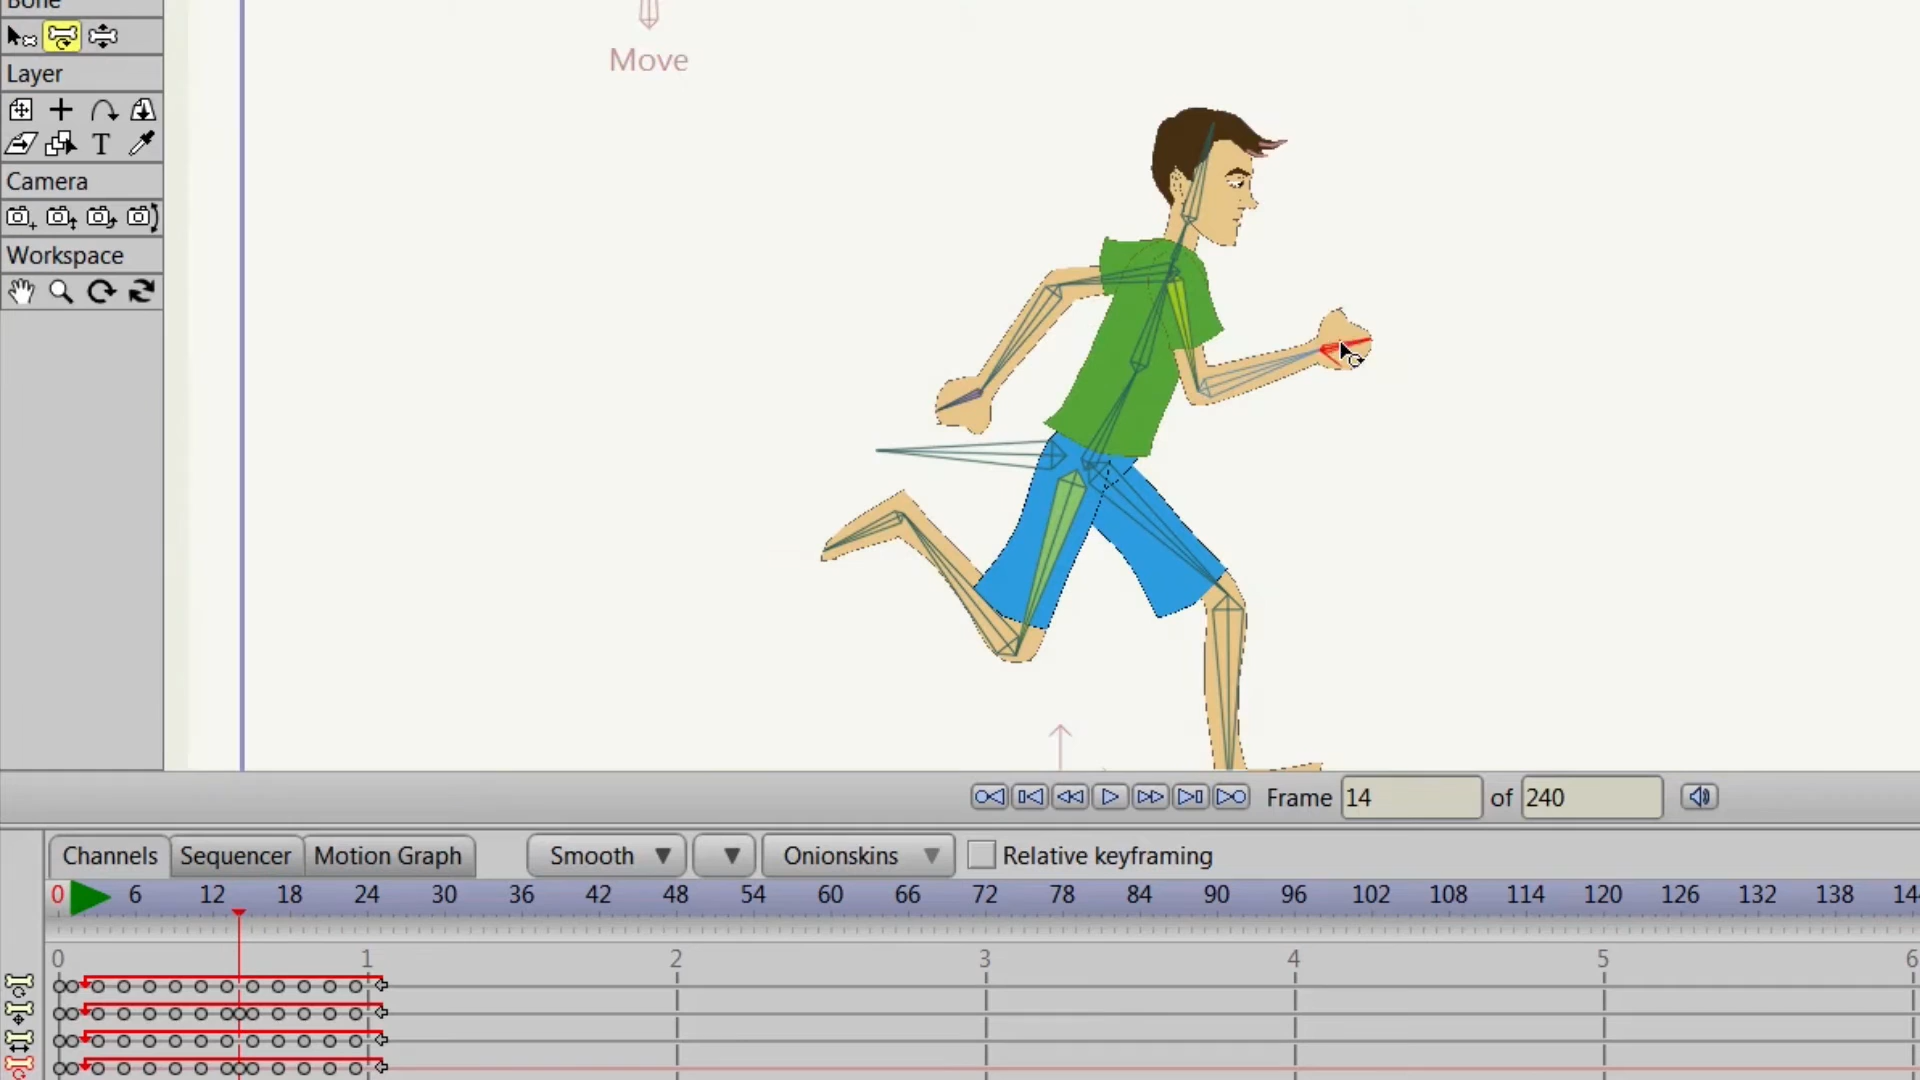 Bone
Move
Layer
T
Camera
Workspace
Frame 14 of 240
Channels Sequencer Motion Graph Smooth Onionskins Relative keyframing
0 6 12 18 24 30 36 42 48 54 60 66 72 78 84 90 96 102 108 114 120 126 132 138 144
0 1 2 3 4 5 6